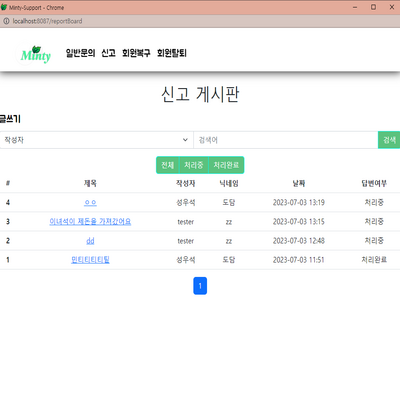 Minty-Support - Chrome
localhost:8087/reportBoard
Minty 일반문의 신고 회원복구 회원탈퇴
신고 게시판
글쓰기
작성자 검색어 검색
전체 처리중 처리완료
# 제목 작성자 닉네임 날짜 답변여부
4 ㅇㅇ 성우석 도담 2023-07-03 13:19 처리중
3 이녀석이 제돈을 가져갔어요 tester zz 2023-07-03 13:15 처리중
2 dd tester zz 2023-07-03 12:48 처리중
1 민티티티티잍 성우석 도담 2023-07-03 11:51 처리완료
1